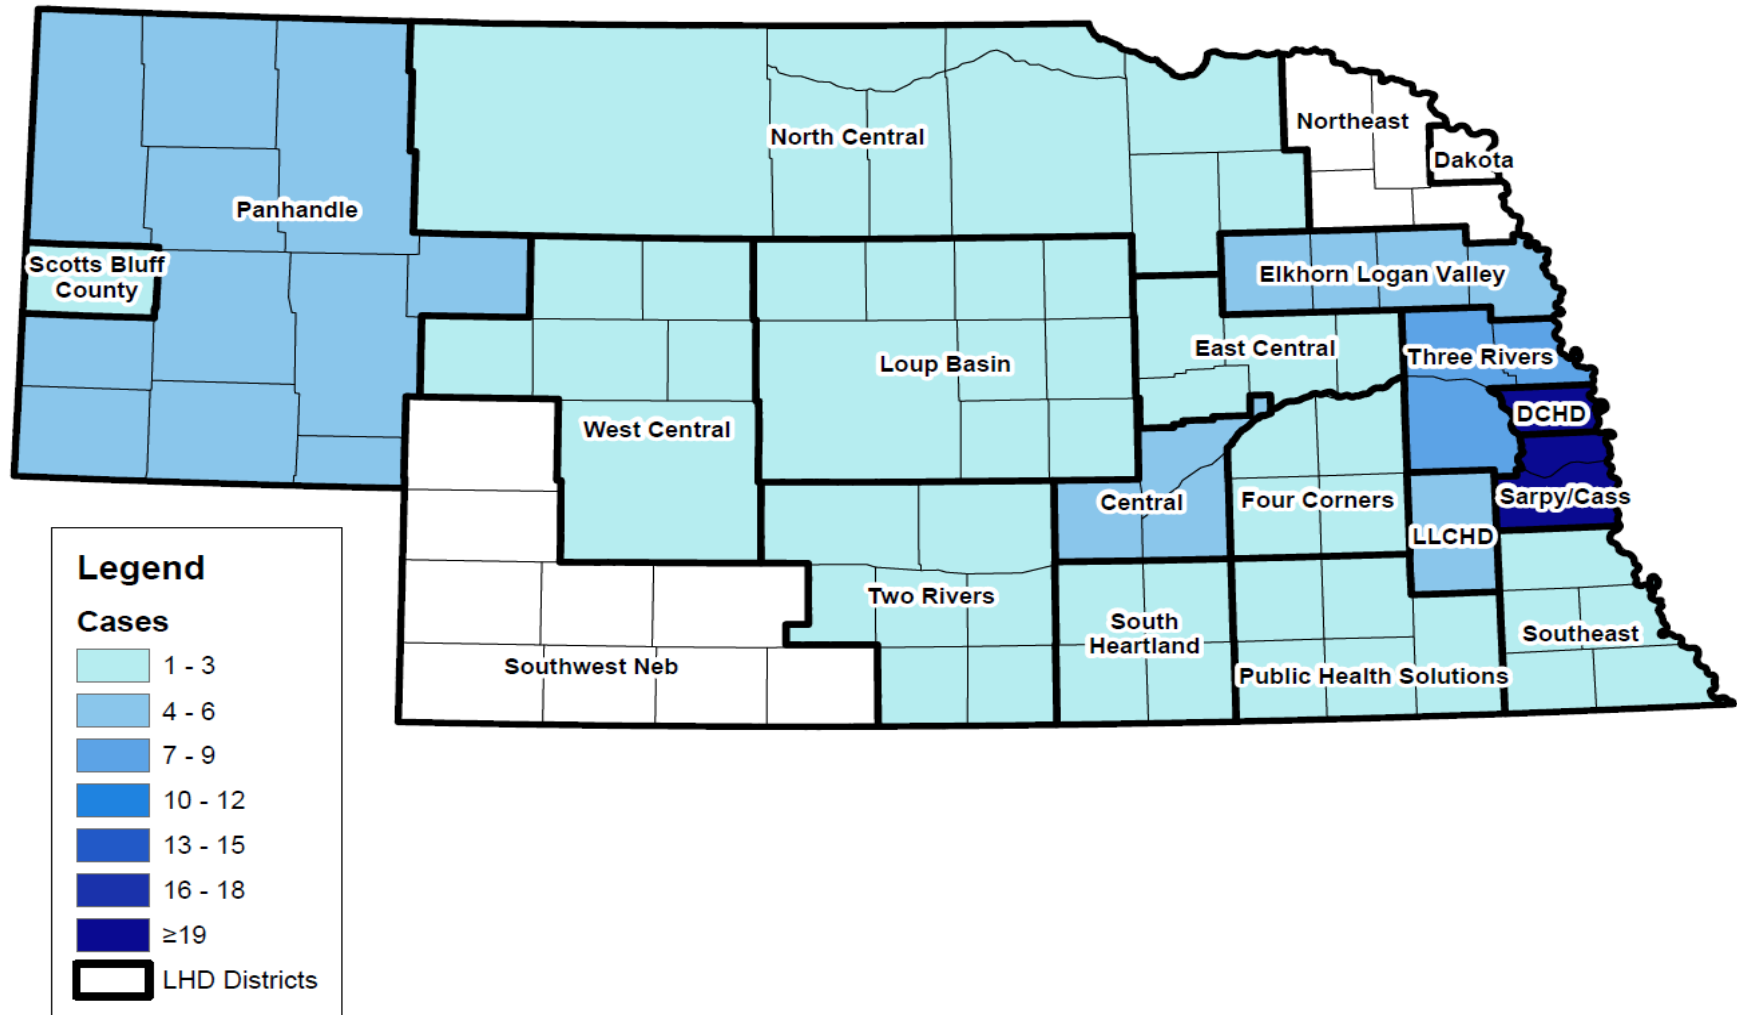 North Central
Northeast
Dakota
Panhandle
Scotts Bluff
County
Elkhorn Logan Valley
East Central
Three Rivers
Loup Basin
DCHD
West Central
Central
Four Corners
Sarpy/Cass
LLCHD
Two Rivers
South
Heartland
Southeast
Southwest Neb
Public Health Solutions
Legend
Cases
1 - 3
4 - 6
7 - 9
10 - 12
13 - 15
16 - 18
≥19
LHD Districts